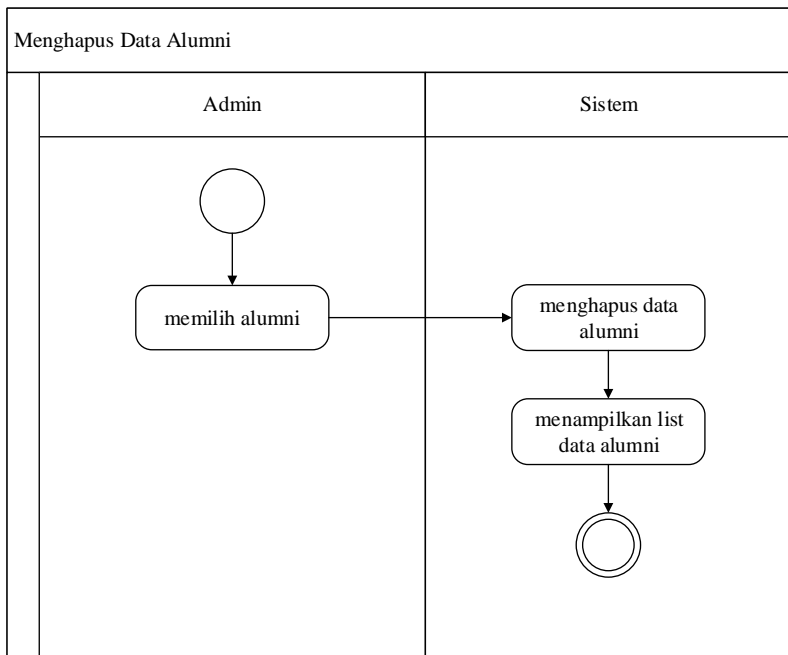 Menghapus Data Alumni
Admin
Sistem
memilih alumni
menghapus data
alumni
menampilkan list
data alumni